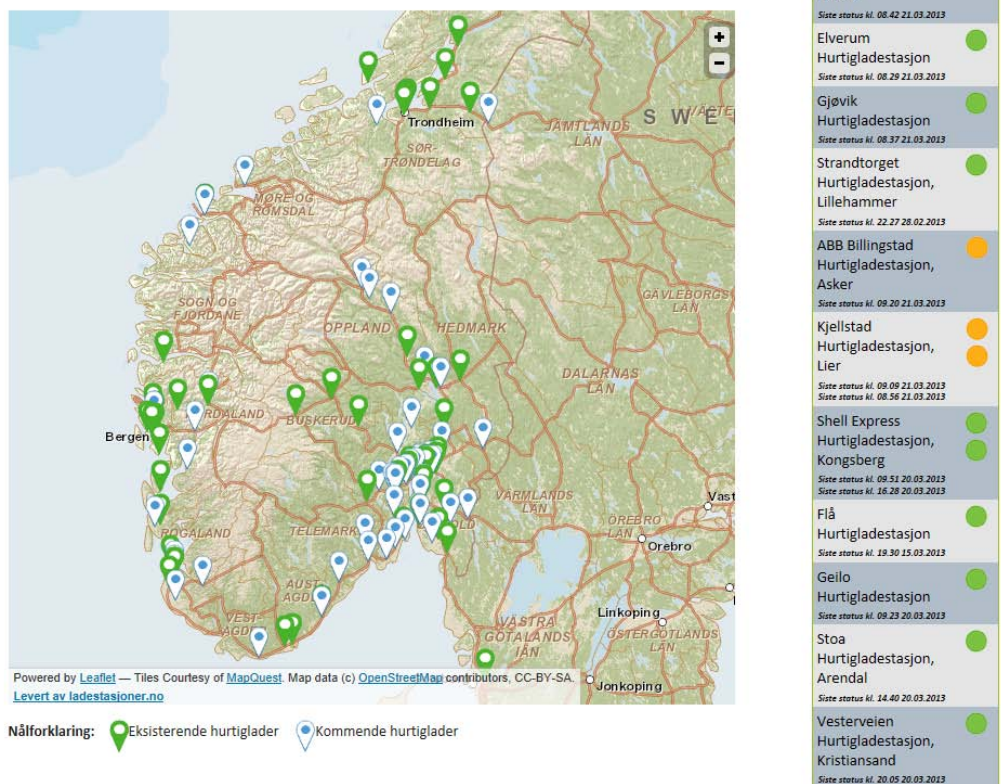 +
−
Trondheim
SØR-
TRØNDELAG
JÄMTLANDS
LÄN
S W E
MØRE OG
ROMSDAL
SOGN OG
FJORDANE
OPPLAND
HEDMARK
GÄVLEBORGS
LÄN
DALARNAS
LÄN
BUSKERUD
Bergen
VÄRMLANDS
LÄN
Vast
ROGALAND
TELEMARK
ÖREBRO
LÄN
Orebro
AUST-
AGDER
VEST-
AGDER
Linkoping
VÄSTRA
GÖTALANDS
LÄN
ÖSTERGÖTLANDS
LÄN
Jonkoping
Powered by Leaflet — Tiles Courtesy of MapQuest. Map data (c) OpenStreetMap contributors, CC-BY-SA.
Levert av ladestasjoner.no
Nålforklaring: Eksisterende hurtiglader Kommende hurtiglader
Siste status kl. 08.42 21.03.2013
Elverum
Hurtigladestasjon
Siste status kl. 08.29 21.03.2013
Gjøvik
Hurtigladestasjon
Siste status kl. 08.37 21.03.2013
Strandtorget
Hurtigladestasjon,
Lillehammer
Siste status kl. 22.27 28.02.2013
ABB Billingstad
Hurtigladestasjon,
Asker
Siste status kl. 09.20 21.03.2013
Kjellstad
Hurtigladestasjon,
Lier
Siste status kl. 09.09 21.03.2013
Siste status kl. 08.56 21.03.2013
Shell Express
Hurtigladestasjon,
Kongsberg
Siste status kl. 09.51 20.03.2013
Siste status kl. 16.28 20.03.2013
Flå
Hurtigladestasjon
Siste status kl. 19.30 15.03.2013
Geilo
Hurtigladestasjon
Siste status kl. 09.23 20.03.2013
Stoa
Hurtigladestasjon,
Arendal
Siste status kl. 14.40 20.03.2013
Vesterveien
Hurtigladestasjon,
Kristiansand
Siste status kl. 20.05 20.03.2013